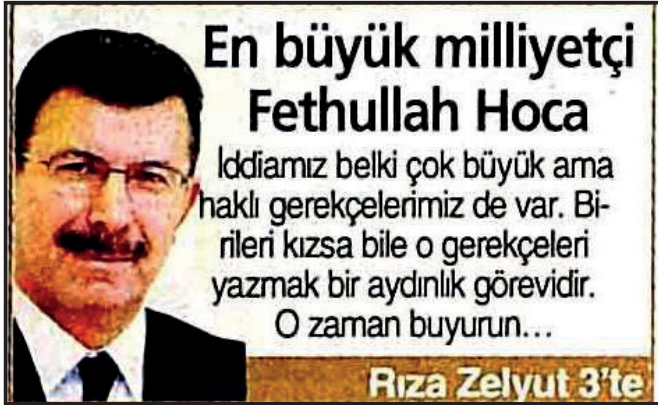 En büyük milliyetçi
Fethullah Hoca
İddiamız belki çok büyük ama
haklı gerekçelerimiz de var. Bi-
rileri kızsa bile o gerekçeleri
yazmak bir aydınlık görevidir.
O zaman buyurun...
Rıza Zelyut 3'te